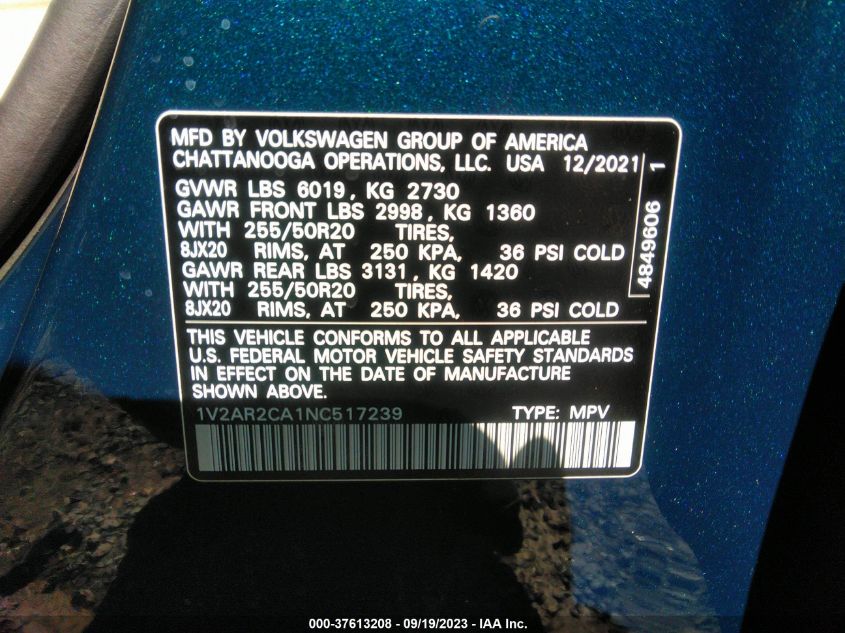 MFD BY VOLKSWAGEN GROUP OF AMERICA
CHATTANOOGA OPERATIONS, LLC. USA 12/2021
GVWR LBS 6019, KG 2730
GAWR FRONT LBS 2998, KG 1360
WITH 255/50R20 TIRES,
8JX20 RIMS, AT 250 KPA, 36 PSI COLD
GAWR REAR LBS 3131, KG 1420
WITH 255/50R20 TIRES,
8JX20 RIMS, AT 250 KPA, 36 PSI COLD
4849606 1
THIS VEHICLE CONFORMS TO ALL APPLICABLE
U.S. FEDERAL MOTOR VEHICLE SAFETY STANDARDS
IN EFFECT ON THE DATE OF MANUFACTURE
SHOWN ABOVE.
1V2AR2CA1NC517239 TYPE: MPV
000-37613208 - 09/19/2023 - IAA Inc.